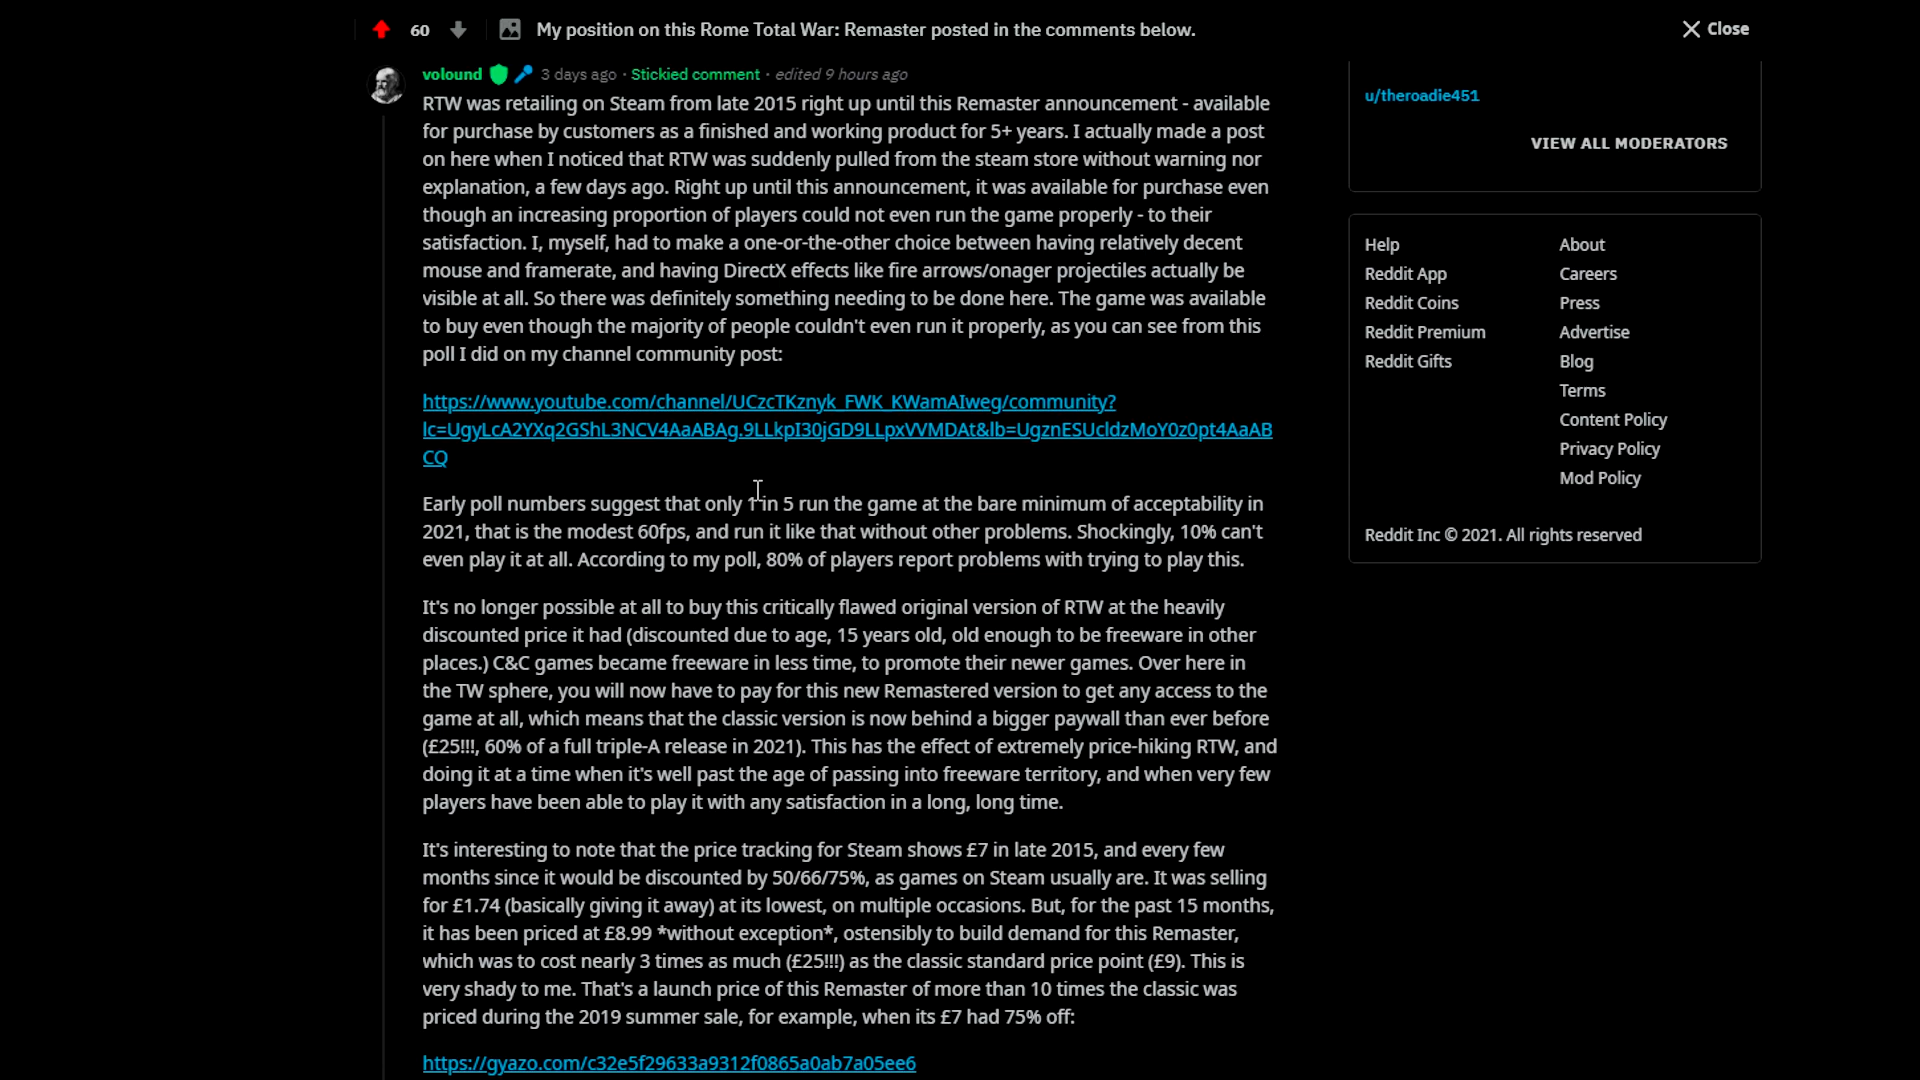 60
My position on this Rome Total War: Remaster posted in the comments below.
Close
volound 3 days ago · Stickied comment · edited 9 hours ago
RTW was retailing on Steam from late 2015 right up until this Remaster announcement - available
for purchase by customers as a finished and working product for 5+ years. I actually made a post
on here when I noticed that RTW was suddenly pulled from the steam store without warning nor
explanation, a few days ago. Right up until this announcement, it was available for purchase even
though an increasing proportion of players could not even run the game properly - to their
satisfaction. I, myself, had to make a one-or-the-other choice between having relatively decent
mouse and framerate, and having DirectX effects like fire arrows/onager projectiles actually be
visible at all. So there was definitely something needing to be done here. The game was available
to buy even though the majority of people couldn't even run it properly, as you can see from this
poll I did on my channel community post:
https://www.youtube.com/channel/UCzcTKznyk_FWK_KWamAIweg/community?
lc=UgyLcA2YXq2GShL3NCV4AaABAg.9LLkpI30jGD9LLpxVVMDAt&lb=UgznESUcldzMoY0z0pt4AaAB
CQ
Early poll numbers suggest that only 1 in 5 run the game at the bare minimum of acceptability in
2021, that is the modest 60fps, and run it like that without other problems. Shockingly, 10% can't
even play it at all. According to my poll, 80% of players report problems with trying to play this.
It's no longer possible at all to buy this critically flawed original version of RTW at the heavily
discounted price it had (discounted due to age, 15 years old, old enough to be freeware in other
places.) C&C games became freeware in less time, to promote their newer games. Over here in
the TW sphere, you will now have to pay for this new Remastered version to get any access to the
game at all, which means that the classic version is now behind a bigger paywall than ever before
(£25!!!, 60% of a full triple-A release in 2021). This has the effect of extremely price-hiking RTW, and
doing it at a time when it's well past the age of passing into freeware territory, and when very few
players have been able to play it with any satisfaction in a long, long time.
It's interesting to note that the price tracking for Steam shows £7 in late 2015, and every few
months since it would be discounted by 50/66/75%, as games on Steam usually are. It was selling
for £1.74 (basically giving it away) at its lowest, on multiple occasions. But, for the past 15 months,
it has been priced at £8.99 *without exception*, ostensibly to build demand for this Remaster,
which was to cost nearly 3 times as much (£25!!!) as the classic standard price point (£9). This is
very shady to me. That's a launch price of this Remaster of more than 10 times the classic was
priced during the 2019 summer sale, for example, when its £7 had 75% off:
https://gyazo.com/c32e5f29633a9312f0865a0ab7a05ee6
u/theroadie451
VIEW ALL MODERATORS
Help
Reddit App
Reddit Coins
Reddit Premium
Reddit Gifts
About
Careers
Press
Advertise
Blog
Terms
Content Policy
Privacy Policy
Mod Policy
Reddit Inc © 2021. All rights reserved